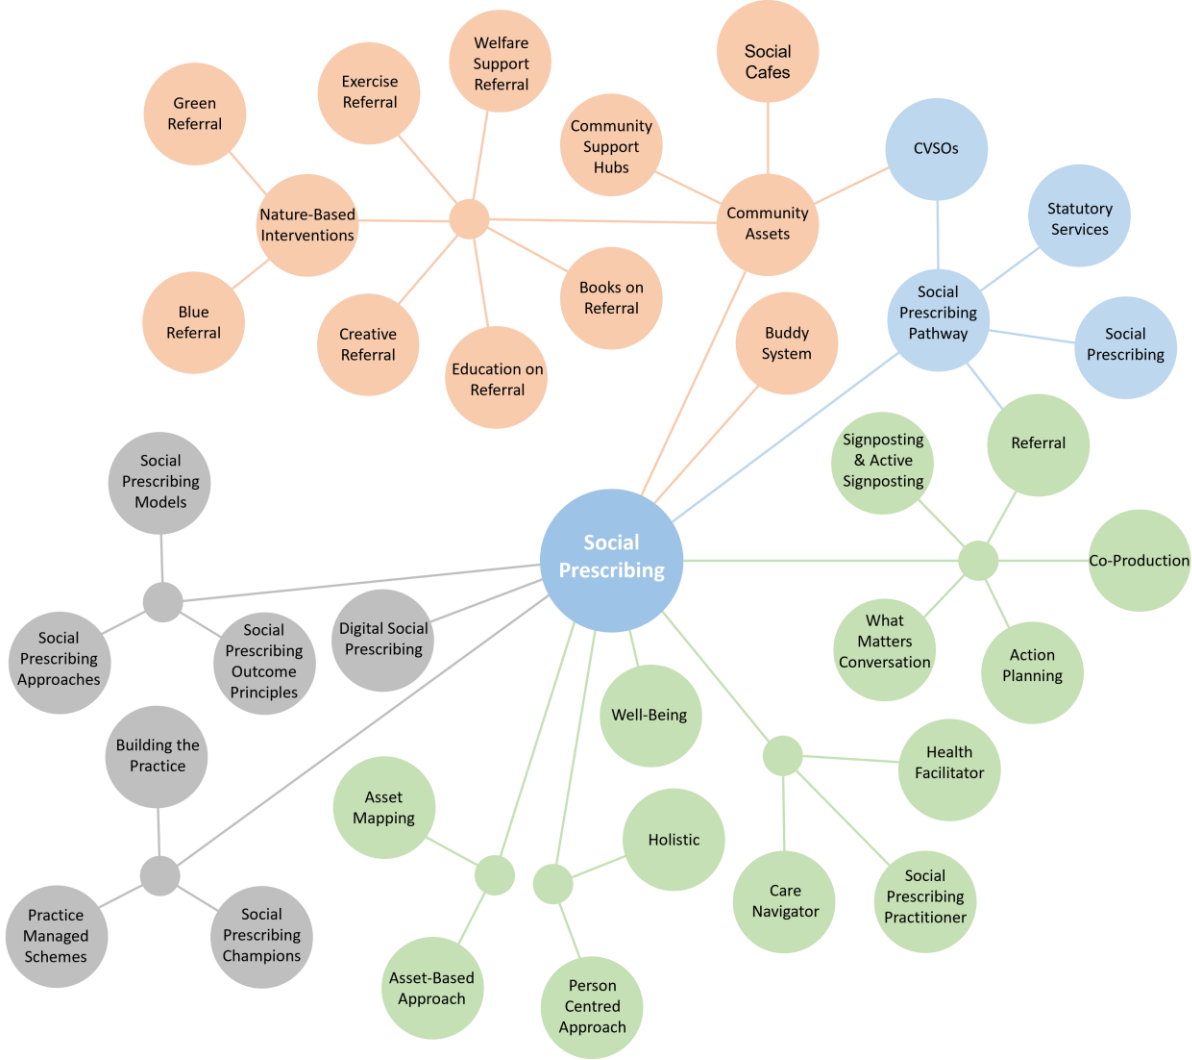 Social
Cafes
Welfare
Support
Referral
Exercise
Referral
Green
Referral
Community
Support
Hubs
CVSOs
Nature-Based
Interventions
Community
Assets
Statutory
Services
Blue
Referral
Creative
Referral
Education on
Referral
Books on
Referral
Buddy
System
Social
Prescribing
Pathway
Social
Prescribing
Signposting
& Active
Signposting
Referral
Social
Prescribing
Models
Social
Prescribing
Co-Production
Social
Prescribing
Approaches
Social
Prescribing
Outcome
Principles
Digital Social
Prescribing
What
Matters
Conversation
Action
Planning
Well-Being
Building the
Practice
Health
Facilitator
Asset
Mapping
Holistic
Care
Navigator
Social
Prescribing
Practitioner
Practice
Managed
Schemes
Social
Prescribing
Champions
Asset-Based
Approach
Person
Centred
Approach